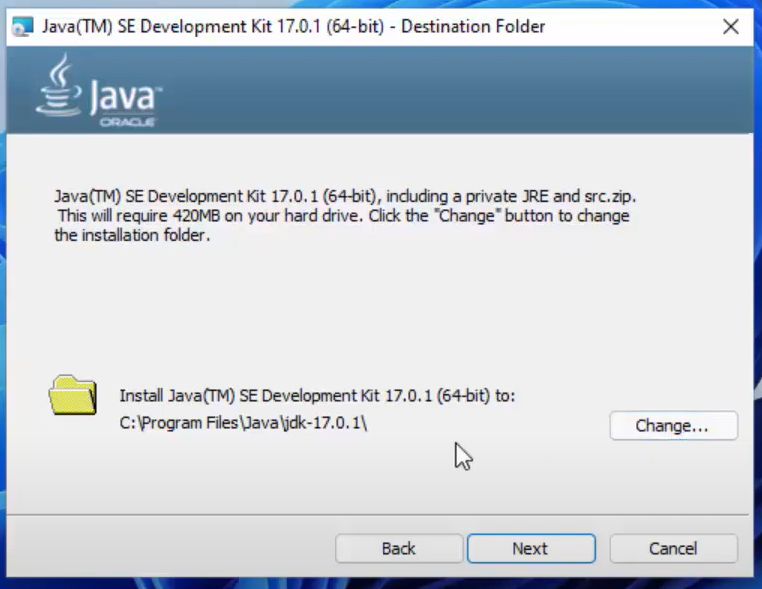 Java(TM) SE Development Kit 17.0.1 (64-bit) - Destination Folder
Java™
ORACLE
Java(TM) SE Development Kit 17.0.1 (64-bit), including a private JRE and src.zip.
This will require 420MB on your hard drive. Click the "Change" button to change
the installation folder.
Install Java(TM) SE Development Kit 17.0.1 (64-bit) to:
C:\Program Files\Java\jdk-17.0.1\
Change...
Back
Next
Cancel